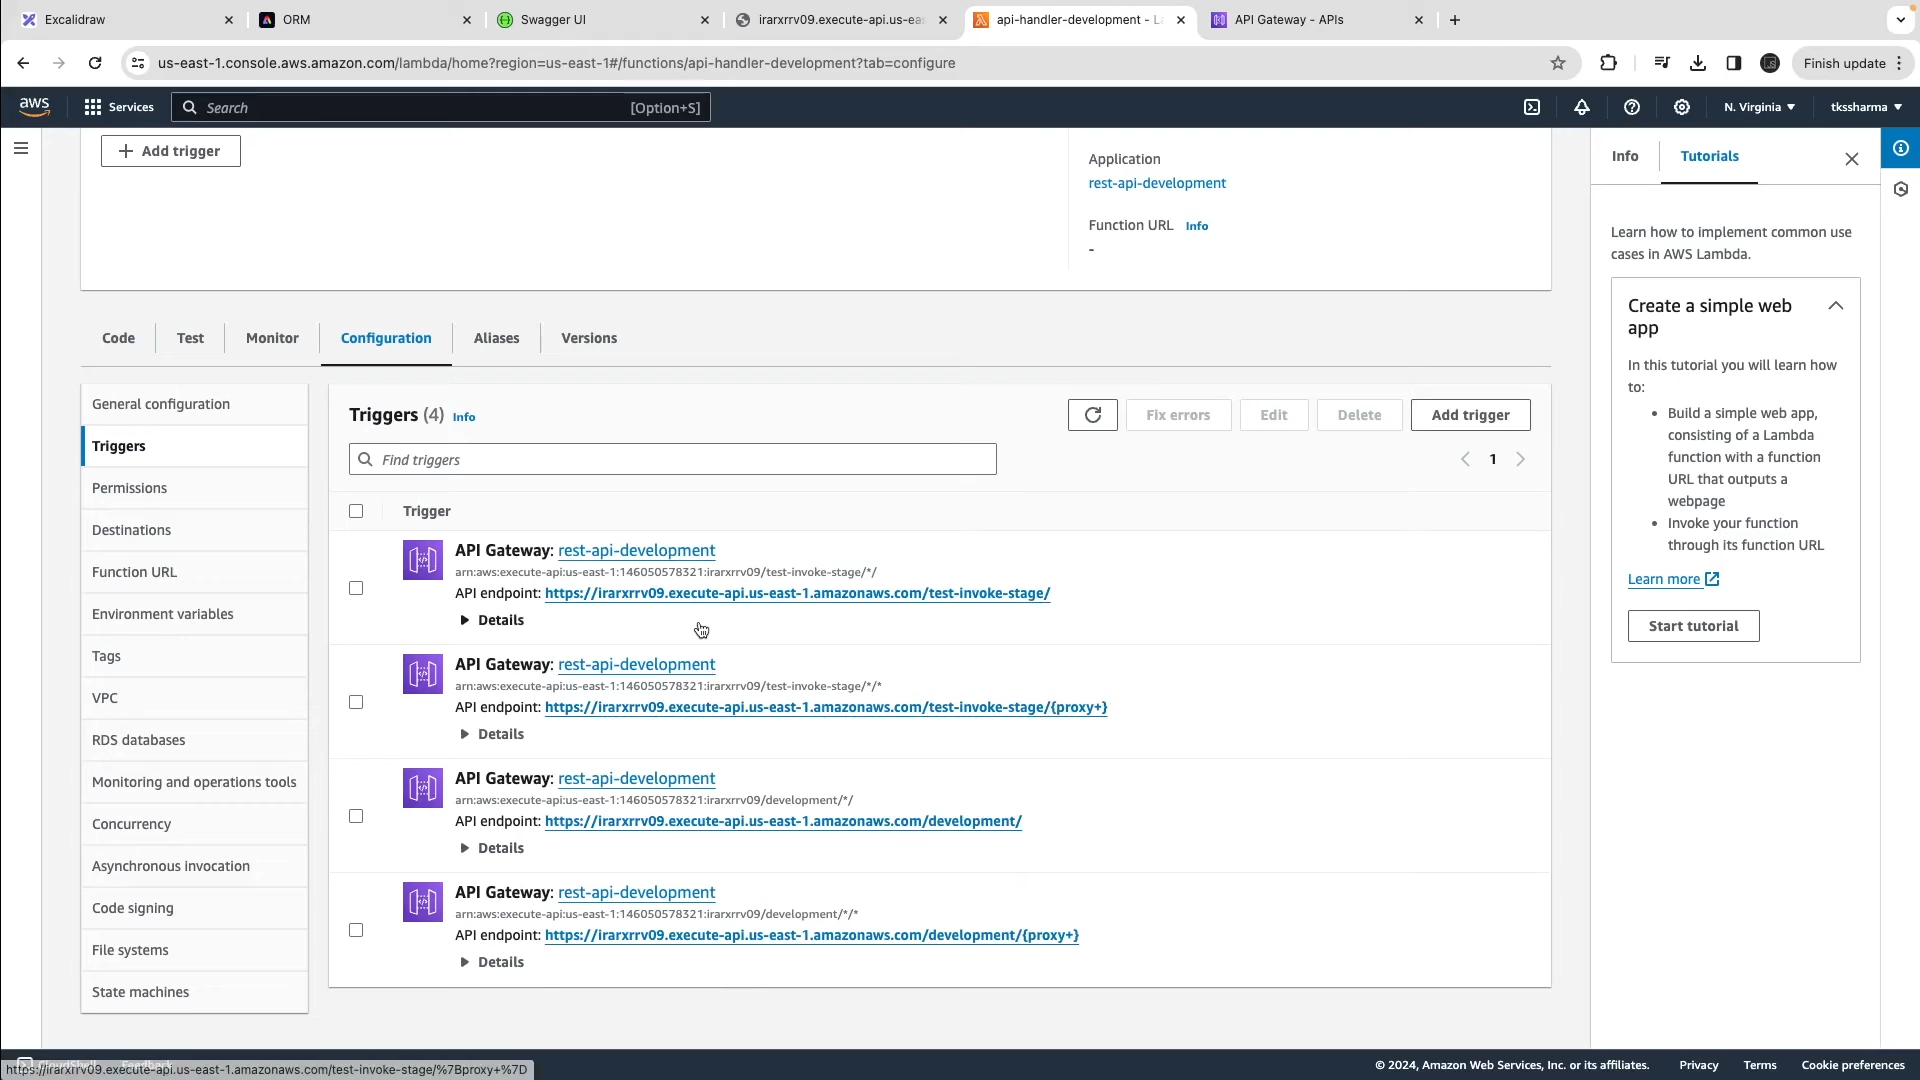 Excalidraw
ORM
Swagger UI
irarxrrv09.execute-api.us-eas
api-handler-development - La
API Gateway - APIs
us-east-1.console.aws.amazon.com/lambda/home?region=us-east-1#/functions/api-handler-development?tab=configure
Finish update
aws
Services
Search
[Option+S]
N. Virginia
tkssharma
Add trigger
Application
rest-api-development
Function URL Info
-
Info
Tutorials
Learn how to implement common use
cases in AWS Lambda.
Create a simple web
app
In this tutorial you will learn how
to:
• Build a simple web app,
consisting of a Lambda
function with a function
URL that outputs a
webpage
• Invoke your function
through its function URL
Learn more
Start tutorial
Code
Test
Monitor
Configuration
Aliases
Versions
General configuration
Triggers
Permissions
Destinations
Function URL
Environment variables
Tags
VPC
RDS databases
Monitoring and operations tools
Concurrency
Asynchronous invocation
Code signing
File systems
State machines
Triggers (4) Info
Fix errors
Edit
Delete
Add trigger
Find triggers
1
Trigger
API Gateway: rest-api-development
arn:aws:execute-api:us-east-1:146050578321:irarxrrv09/test-invoke-stage/*/
API endpoint: https://irarxrrv09.execute-api.us-east-1.amazonaws.com/test-invoke-stage/
Details
API Gateway: rest-api-development
arn:aws:execute-api:us-east-1:146050578321:irarxrrv09/test-invoke-stage/*/*
API endpoint: https://irarxrrv09.execute-api.us-east-1.amazonaws.com/test-invoke-stage/{proxy+}
Details
API Gateway: rest-api-development
arn:aws:execute-api:us-east-1:146050578321:irarxrrv09/development/*/
API endpoint: https://irarxrrv09.execute-api.us-east-1.amazonaws.com/development/
Details
API Gateway: rest-api-development
arn:aws:execute-api:us-east-1:146050578321:irarxrrv09/development/*/*
API endpoint: https://irarxrrv09.execute-api.us-east-1.amazonaws.com/development/{proxy+}
Details
https://irarxrrv09.execute-api.us-east-1.amazonaws.com/test-invoke-stage/%7Bproxy+%7D
© 2024, Amazon Web Services, Inc. or its affiliates.
Privacy
Terms
Cookie preferences